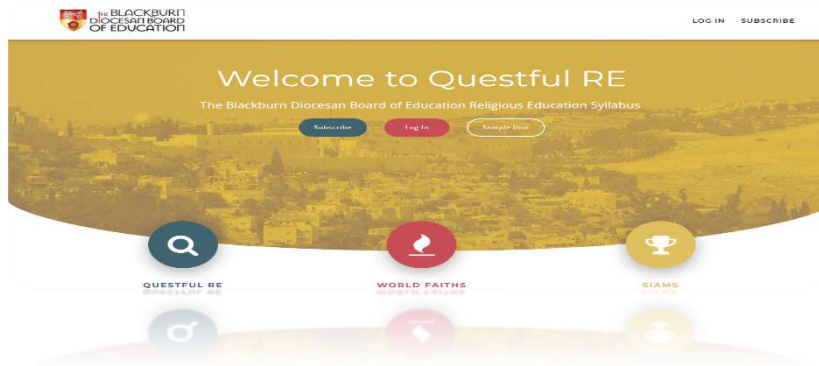 THE BLACKBURN
DIOCESAN BOARD
OF EDUCATION
LOG IN SUBSCRIBE
Welcome to Questful RE
The Blackburn Diocesan Board of Education Religious Education Syllabus
Subscribe Log In Sample Unit
QUESTFUL RE WORLD FAITHS SIAMS